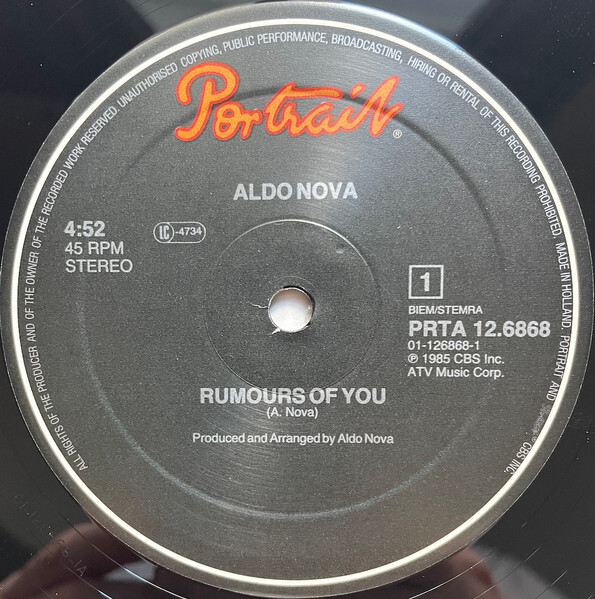 ALL RIGHTS OF THE PRODUCER AND OF THE OWNER OF THE RECORDED WORK RESERVED. UNAUTHORISED COPYING, PUBLIC PERFORMANCE, BROADCASTING, HIRING OR RENTAL OF THIS RECORDING PROHIBITED. MADE IN HOLLAND. PORTRAIT AND ® CBS INC.
Portrait®
ALDO NOVA
4:52
45 RPM
STEREO
LC-4734
1
BIEM/STEMRA
PRTA 12.6868
01-126868-1
℗ 1985 CBS Inc.
ATV Music Corp.
RUMOURS OF YOU
(A. Nova)
Produced and Arranged by Aldo Nova